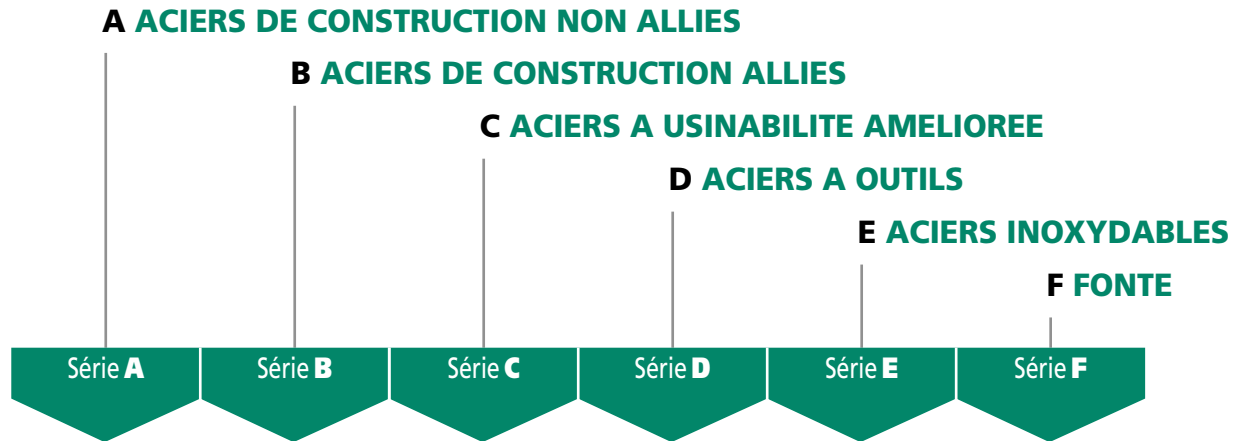 A ACIERS DE CONSTRUCTION NON ALLIES
B ACIERS DE CONSTRUCTION ALLIES
C ACIERS A USINABILITE AMELIOREE
D ACIERS A OUTILS
E ACIERS INOXYDABLES
F FONTE
Série A
Série B
Série C
Série D
Série E
Série F